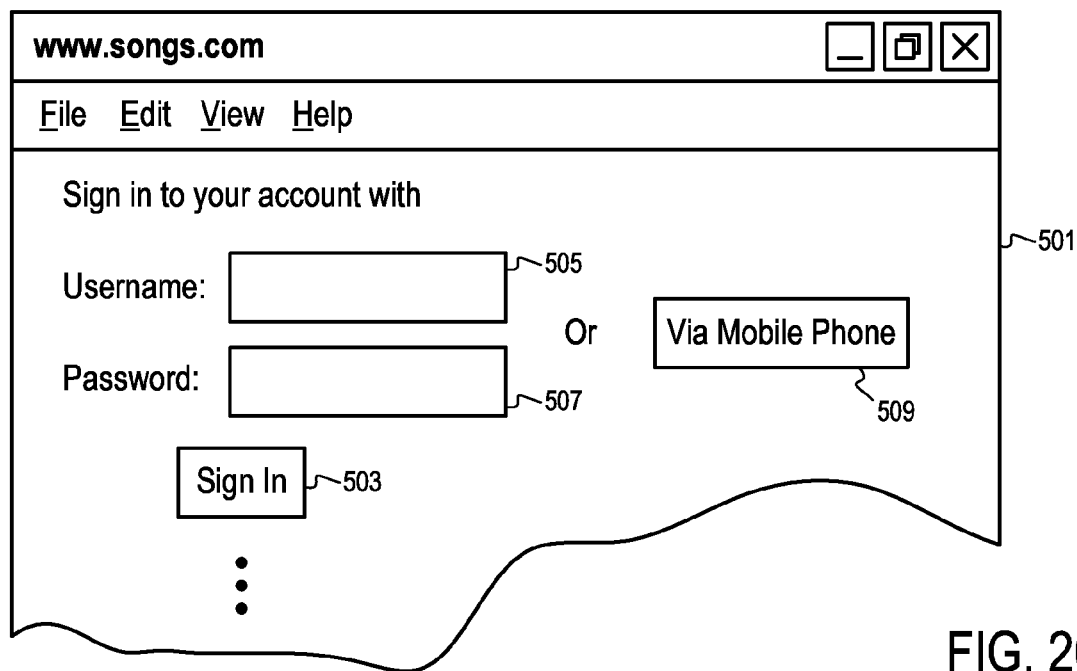 www.songs.com
File Edit View Help
Sign in to your account with
Username:
505
501
Or
Via Mobile Phone
Password:
507
509
Sign In
503
FIG.